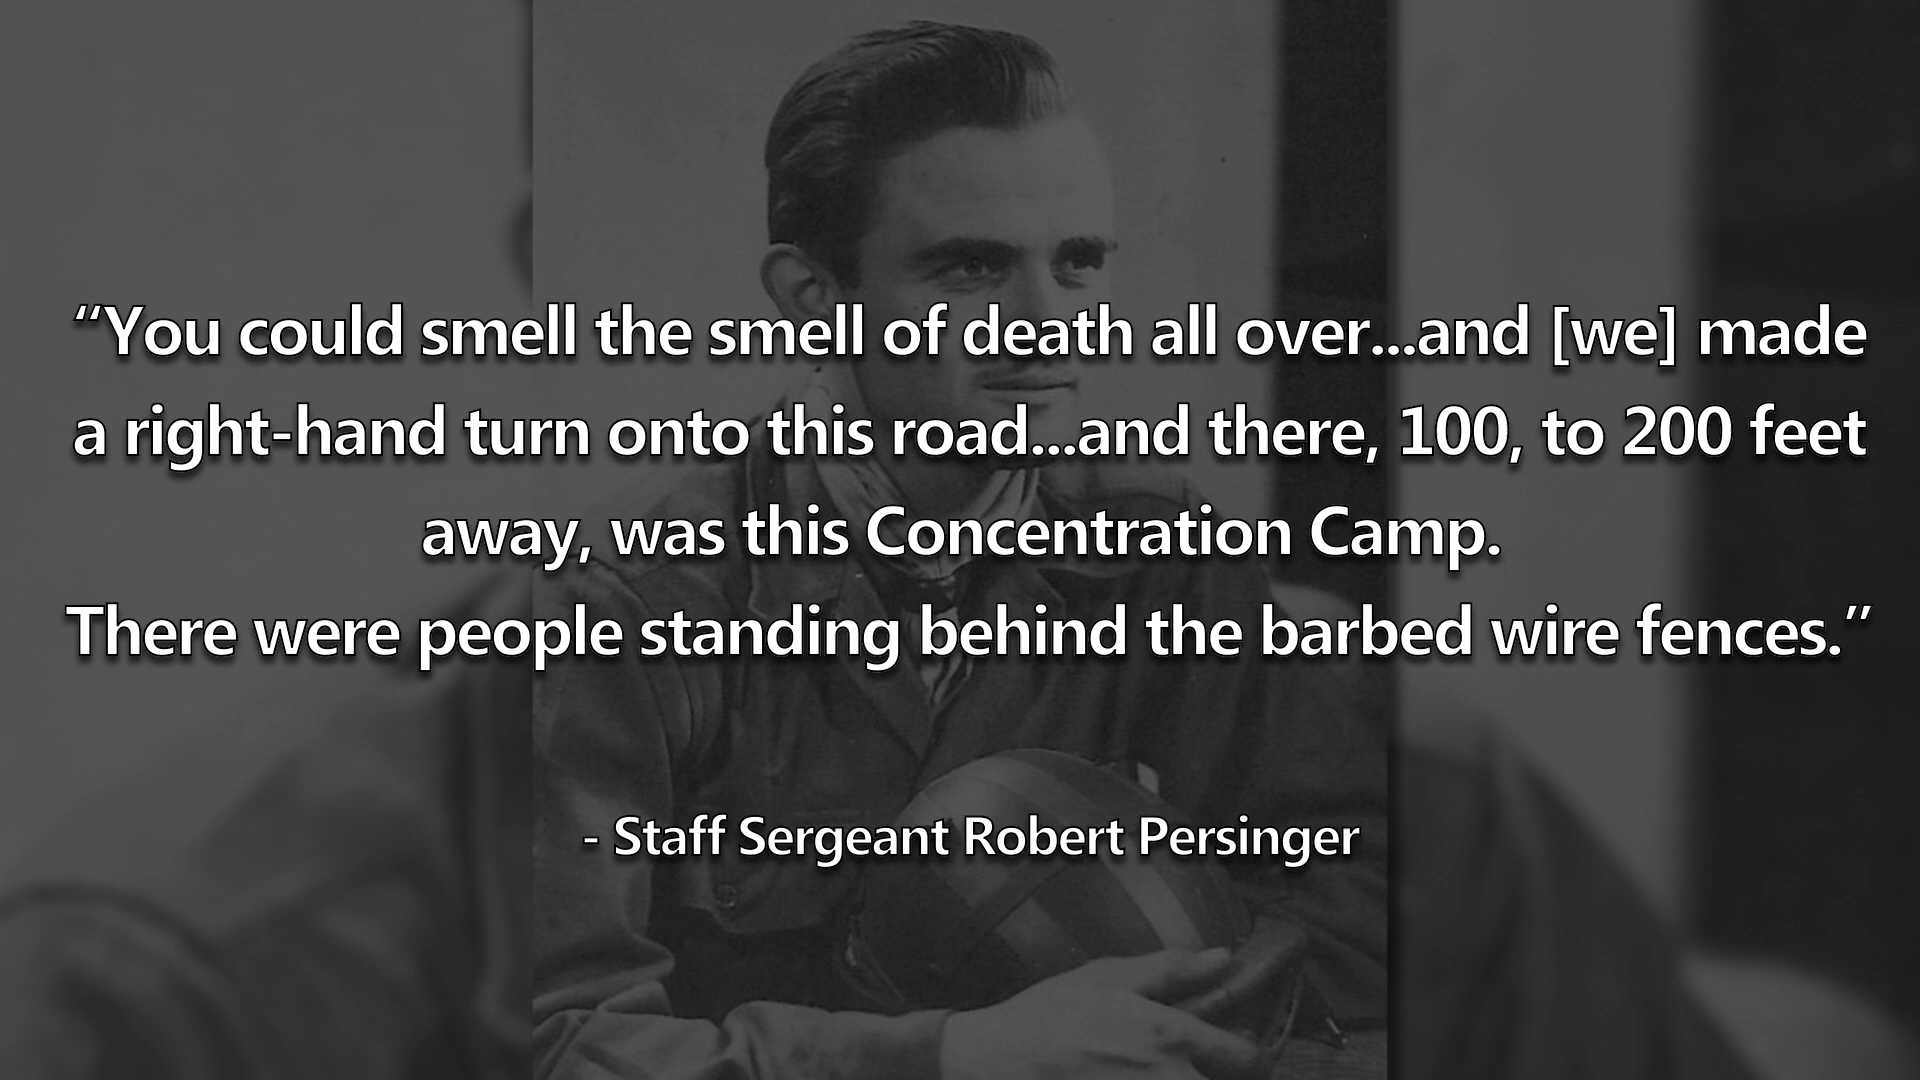 “You could smell the smell of death all over...and [we] made
a right-hand turn onto this road...and there, 100, to 200 feet
away, was this Concentration Camp.
There were people standing behind the barbed wire fences.”
- Staff Sergeant Robert Persinger